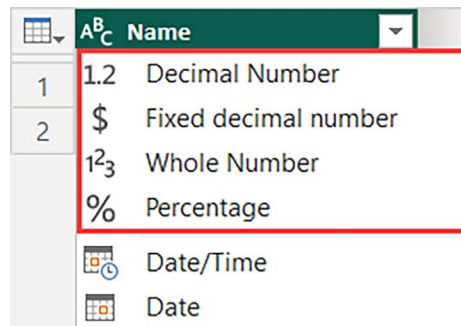 ABC Name
1 1.2 Decimal Number
2 $ Fixed decimal number
123 Whole Number
% Percentage
Date/Time
Date